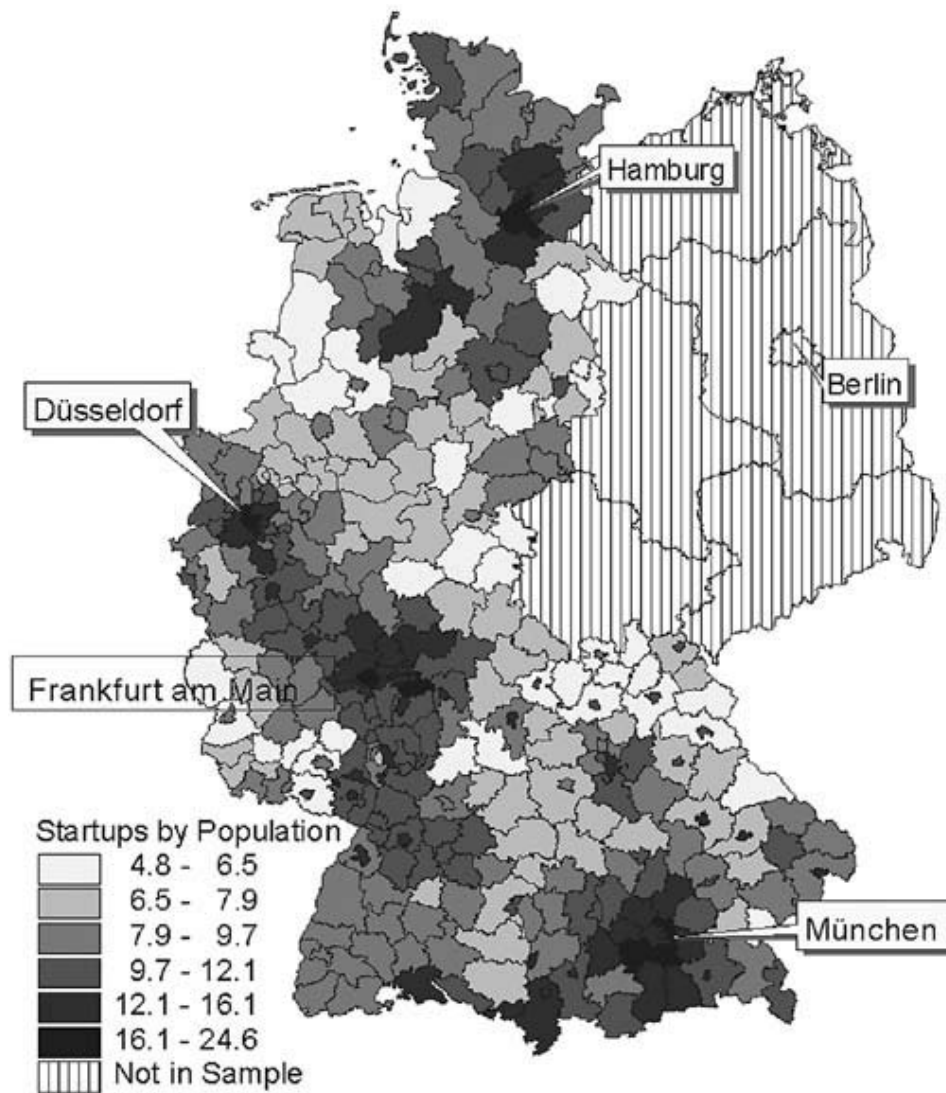 Hamburg
Berlin
Düsseldorf
Frankfurt am Main
Startups by Population
4.8 - 6.5
6.5 - 7.9
7.9 - 9.7
9.7 - 12.1
12.1 - 16.1
16.1 - 24.6
Not in Sample
München